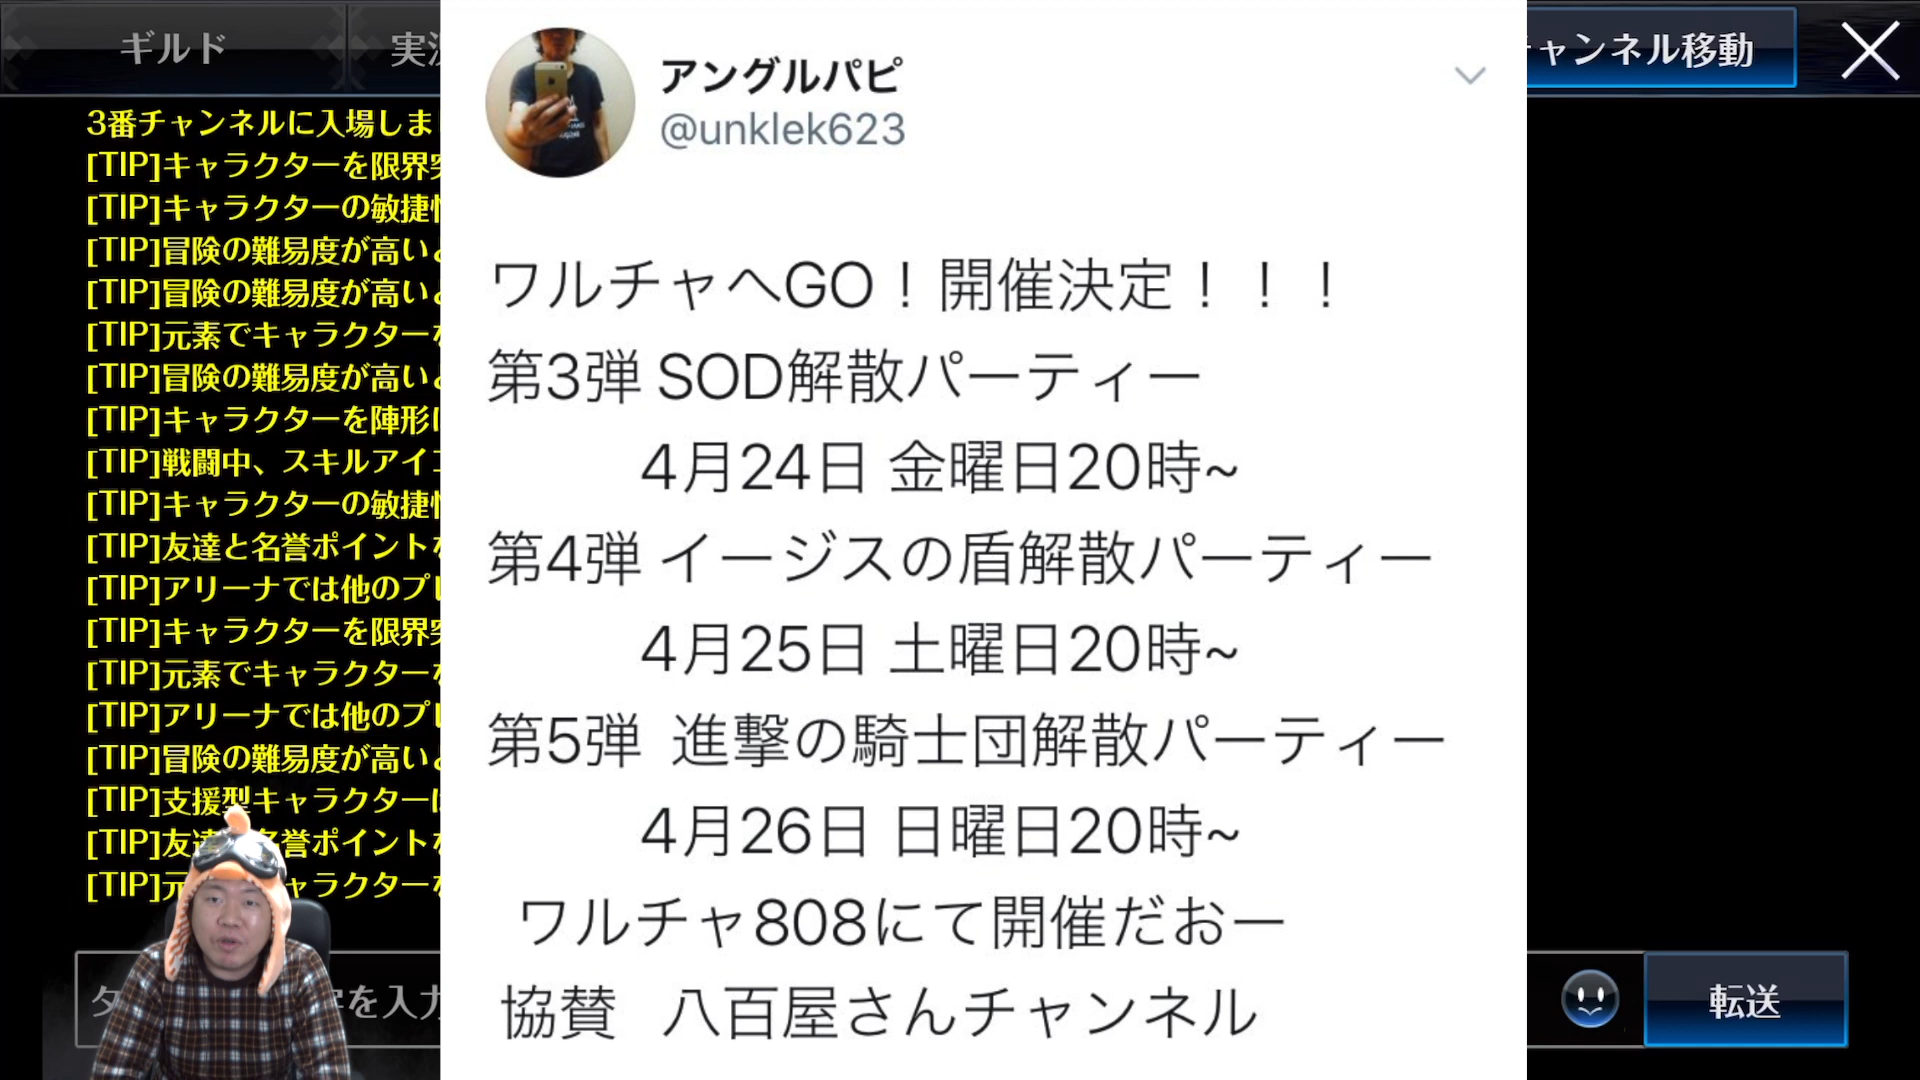 ギルド
チャンネル移動
3番チャンネルに入場しま
[TIP]キャラクターを限界
[TIP]キャラクターの敏捷
[TIP]冒険の難易度が高い
[TIP]冒険の難易度が高い
[TIP]元素でキャラクター
[TIP]冒険の難易度が高い
[TIP]キャラクターを陣形
[TIP]戦闘中、スキルアイ
[TIP]キャラクターの敏捷
[TIP]友達と名誉ポイント
[TIP]アリーナでは他のプ
[TIP]キャラクターを限界
[TIP]元素でキャラクター
[TIP]アリーナでは他のプ
[TIP]冒険の難易度が高い
[TIP]支援型キャラクター
[TIP]友達 名誉ポイント
[TIP]元 キャラクター
を入力
アングルパピ
@unklek623
ワルチャへGO！開催決定！！！
第3弾 SOD解散パーティー
4月24日 金曜日20時~
第4弾 イージスの盾解散パーティー
4月25日 土曜日20時~
第5弾 進撃の騎士団解散パーティー
4月26日 日曜日20時~
ワルチャ808にて開催だおー
協賛 八百屋さんチャンネル
転送